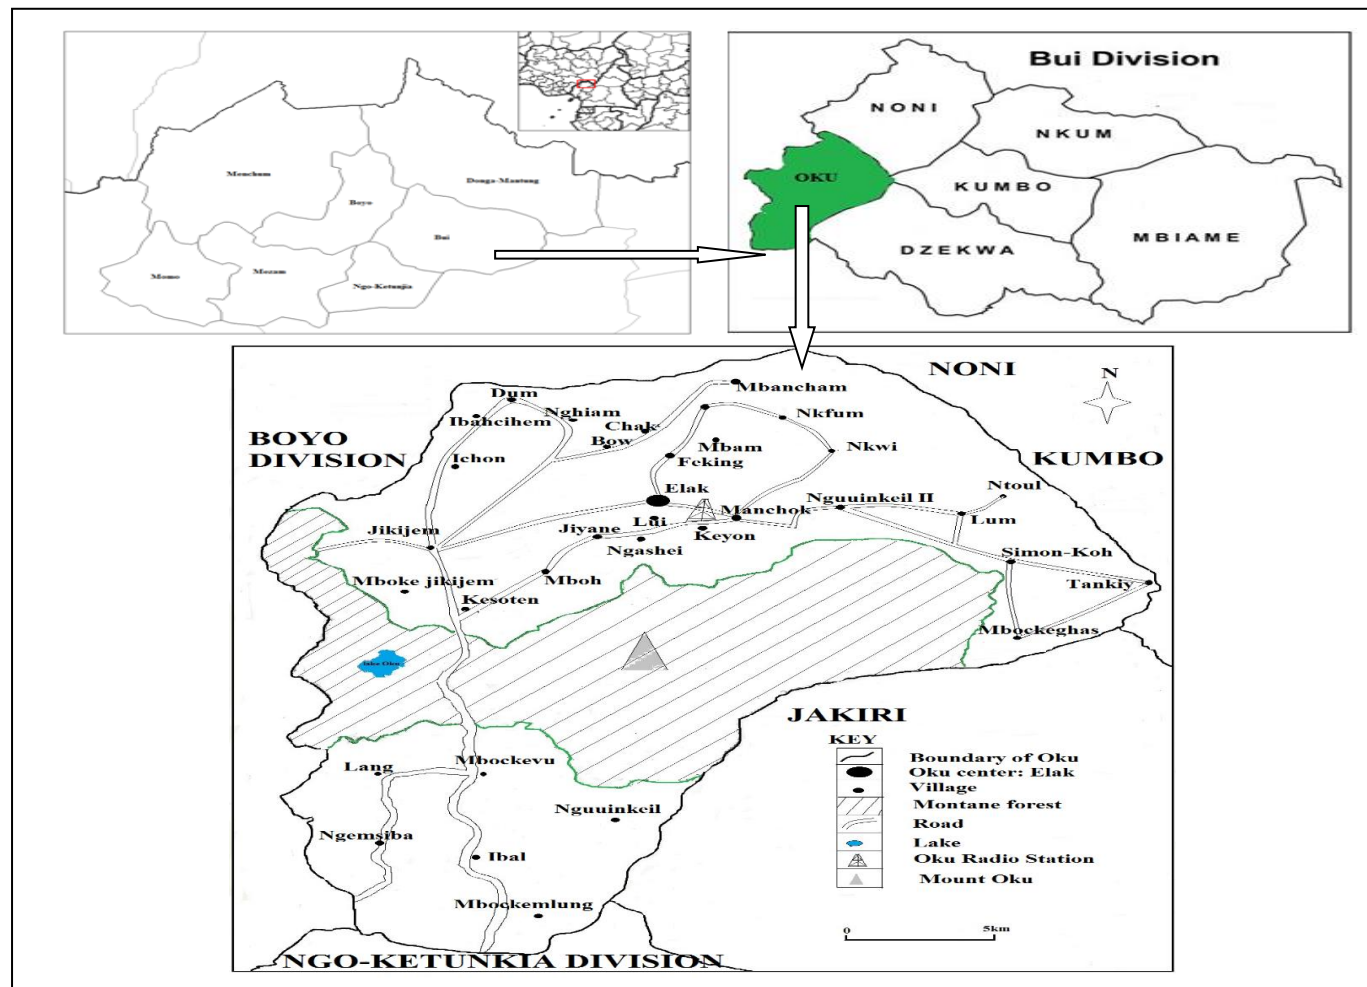 Menchum
Donga-Mantung
Boyo
Bui
Momo
Mezam
Ngo-Ketunjia
Bui Division
NONI
NKUM
OKU
KUMBO
DZEKWA
MBIAME
NONI
N
Mbancham
Dum
Ibahcihem
Nghiam
Chak
Nkfum
BOYO
DIVISION
Bow
Mbam
Nkwi
Ichon
Feking
KUMBO
Elak
Ntoul
Nguuinkeil II
Manchok
Lum
Lui
Jikijem
Jiyane
Keyon
Ngashei
Simon-Koh
Mboke jikijem
Mboh
Tankiy
Kesoten
Mbockeghas
lake Oku
JAKIRI
Lang
Mbockevu
Nguuinkeil
Ngemsiba
Ibal
Mbockemlung
NGO-KETUNKIA DIVISION
KEY
Boundary of Oku
Oku center: Elak
Village
Montane forest
Road
Lake
Oku Radio Station
Mount Oku
0 5km